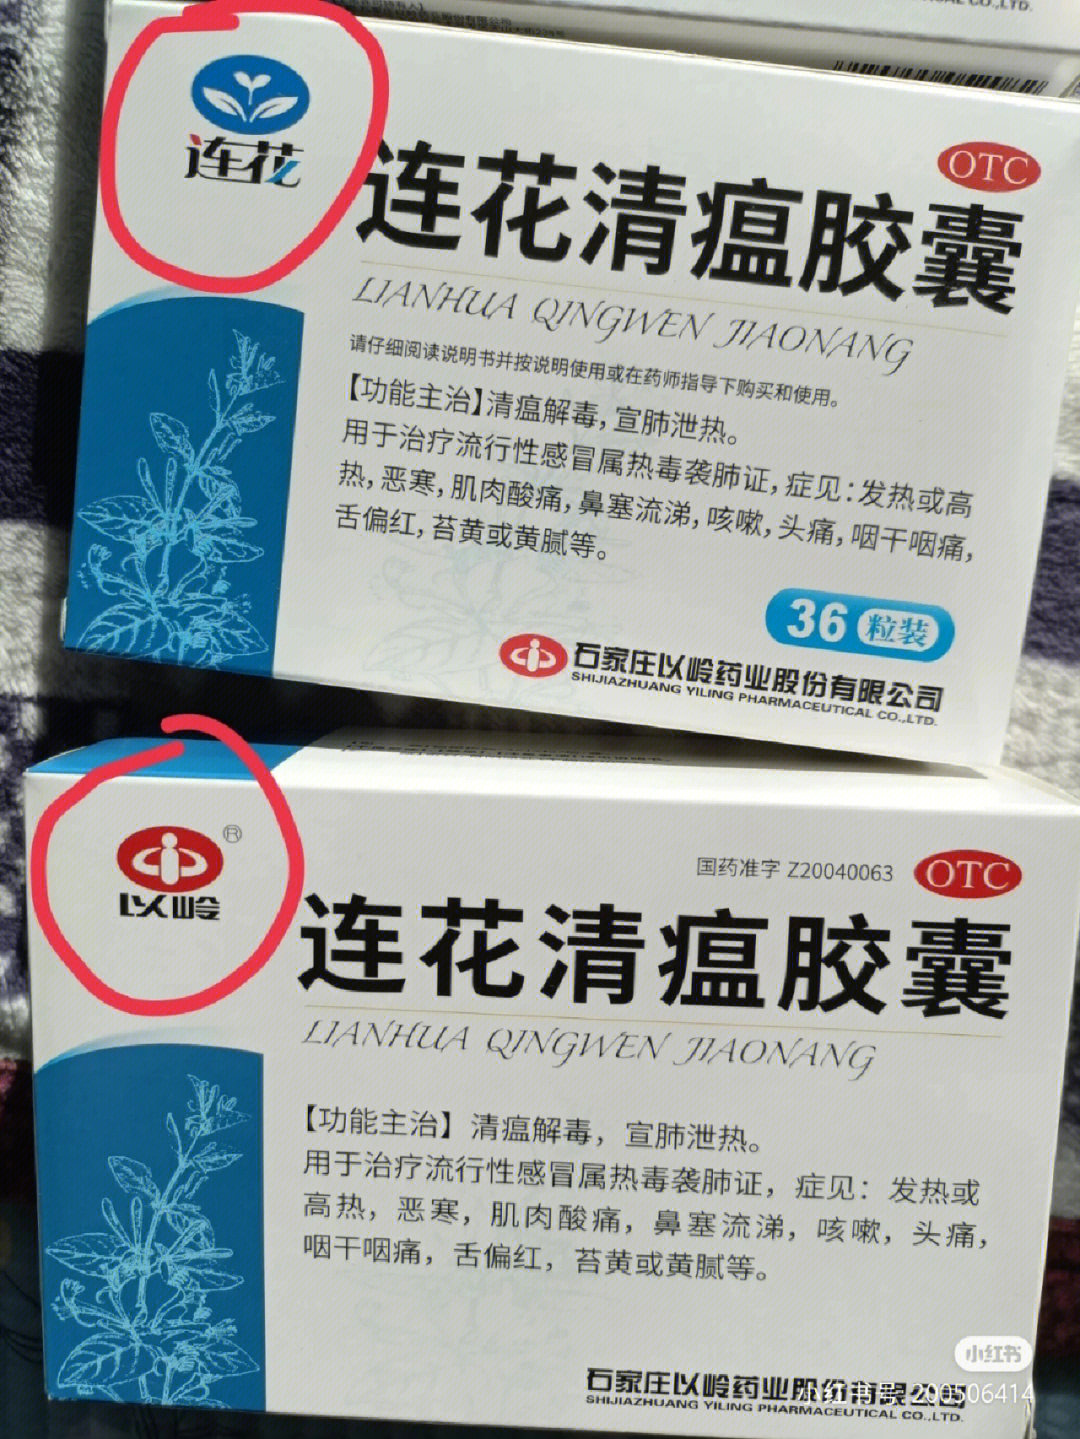 连花
OTC
连花清瘟胶囊
LIANHUA QINGWEN JIAONANG
请仔细阅读说明书并按说明使用或在药师指导下购买和使用。
【功能主治】清瘟解毒，宣肺泄热。
用于治疗流行性感冒属热毒袭肺证，症见：发热或高
热，恶寒，肌肉酸痛，鼻塞流涕，咳嗽，头痛，咽干咽痛，
舌偏红，苔黄或黄腻等。
36粒装
石家庄以岭药业股份有限公司
SHIJIAZHUANG YILING PHARMACEUTICAL CO.,LTD.
以岭®
国药准字 Z20040063
OTC
连花清瘟胶囊
LIANHUA QINGWEN JIAONANG
【功能主治】清瘟解毒，宣肺泄热。
用于治疗流行性感冒属热毒袭肺证，症见：发热或
高热，恶寒，肌肉酸痛，鼻塞流涕，咳嗽，头痛，
咽干咽痛，舌偏红，苔黄或黄腻等。
石家庄以岭药业股份有限公司
SHIJIAZHUANG YILING PHARMACEUTICAL CO.,LTD.
小红书
小红书号 200506414